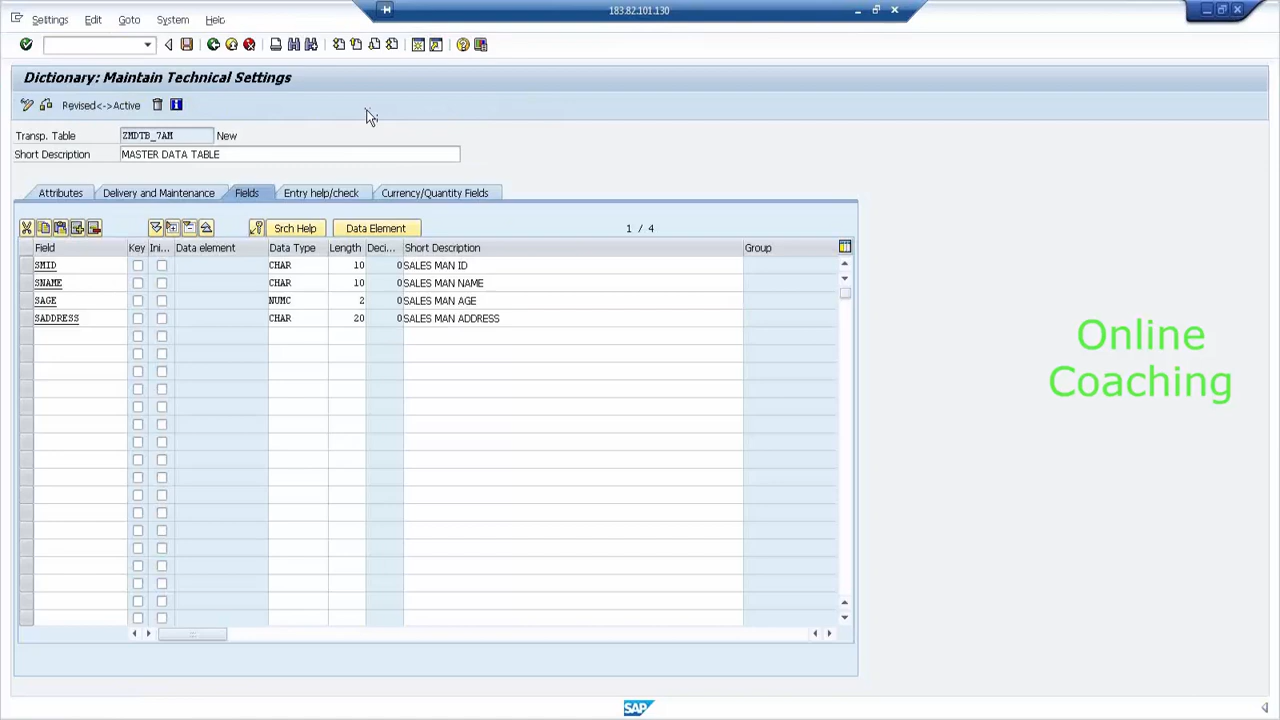 183.82.101.130
Settings Edit Goto System Help
Dictionary: Maintain Technical Settings
Revised<->Active
Transp. Table ZMDTB_7AM New
Short Description MASTER DATA TABLE
Attributes Delivery and Maintenance Fields Entry help/check Currency/Quantity Fields
Srch Help Data Element 1 / 4
Field Key Ini... Data element Data Type Length Deci... Short Description Group
SMID CHAR 10 0 SALES MAN ID
SNAME CHAR 10 0 SALES MAN NAME
SAGE NUMC 2 0 SALES MAN AGE
SADDRESS CHAR 20 0 SALES MAN ADDRESS
Online
Coaching
SAP